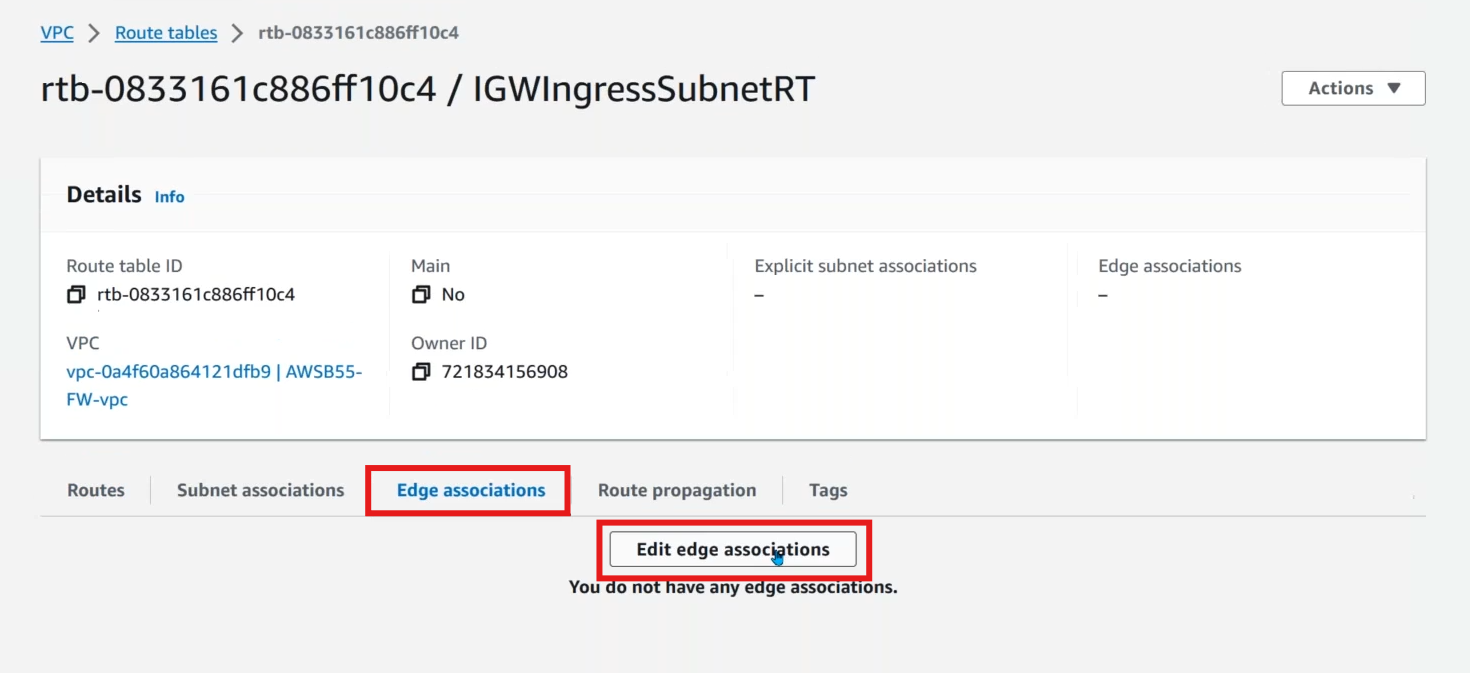 VPC > Route tables > rtb-0833161c886ff10c4
rtb-0833161c886ff10c4 / IGWIngressSubnetRT
Actions ▼
Details Info
Route table ID
rtb-0833161c886ff10c4
Main
No
Explicit subnet associations
–
Edge associations
–
VPC
vpc-0a4f60a864121dfb9 | AWSB55-
FW-vpc
Owner ID
721834156908
Routes Subnet associations Edge associations Route propagation Tags
Edit edge associations
You do not have any edge associations.